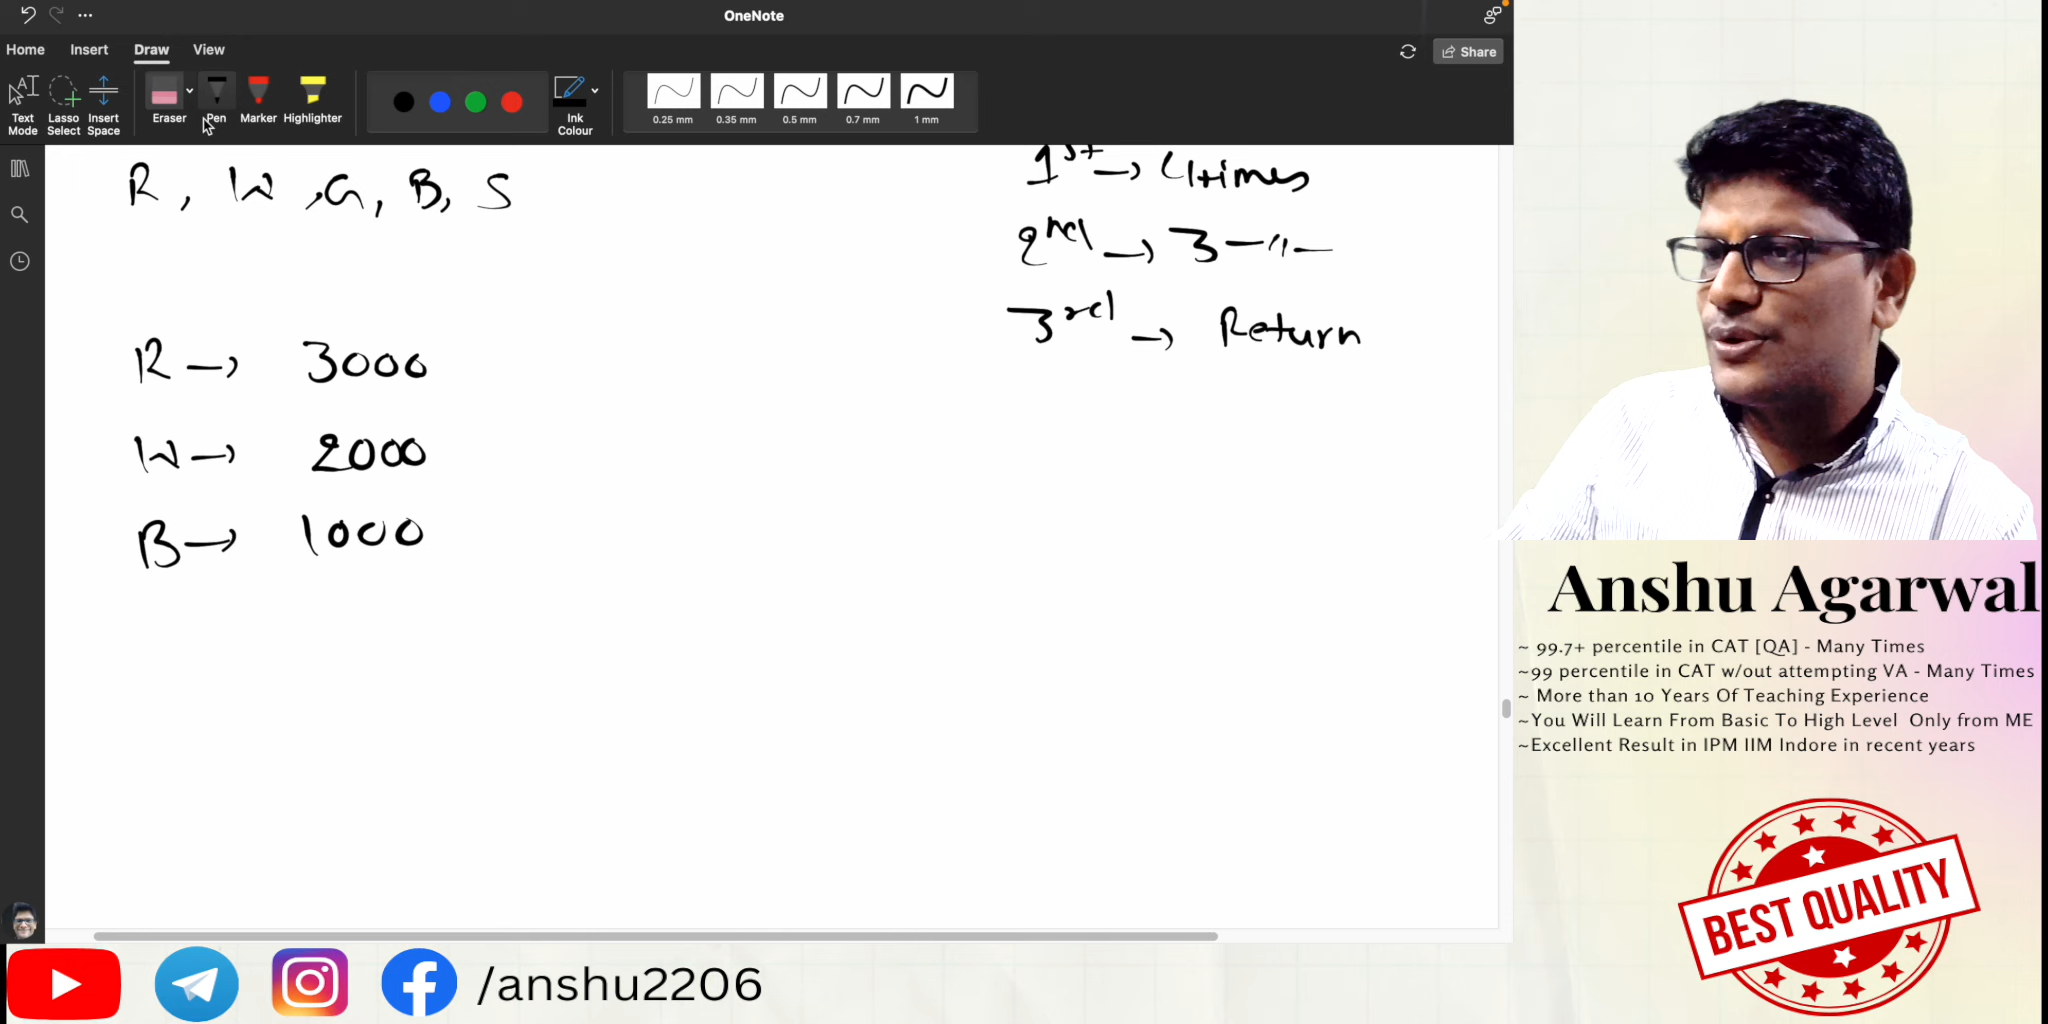 OneNote
Home Insert Draw View
Share
Text Mode
Lasso Select
Insert Space
Eraser
Pen
Marker
Highlighter
Ink Colour
0.25 mm
0.35 mm
0.5 mm
0.7 mm
1 mm
R, W, G, B, S
1st → 4 times
2nd → 3 —〃—
3rd → Return
R → 3000
W → 2000
B → 1000
Anshu Agarwal
~ 99.7+ percentile in CAT [QA] - Many Times
~99 percentile in CAT w/out attempting VA - Many Times
~ More than 10 Years Of Teaching Experience
~You Will Learn From Basic To High Level Only from ME
~Excellent Result in IPM IIM Indore in recent years
BEST QUALITY
/anshu2206